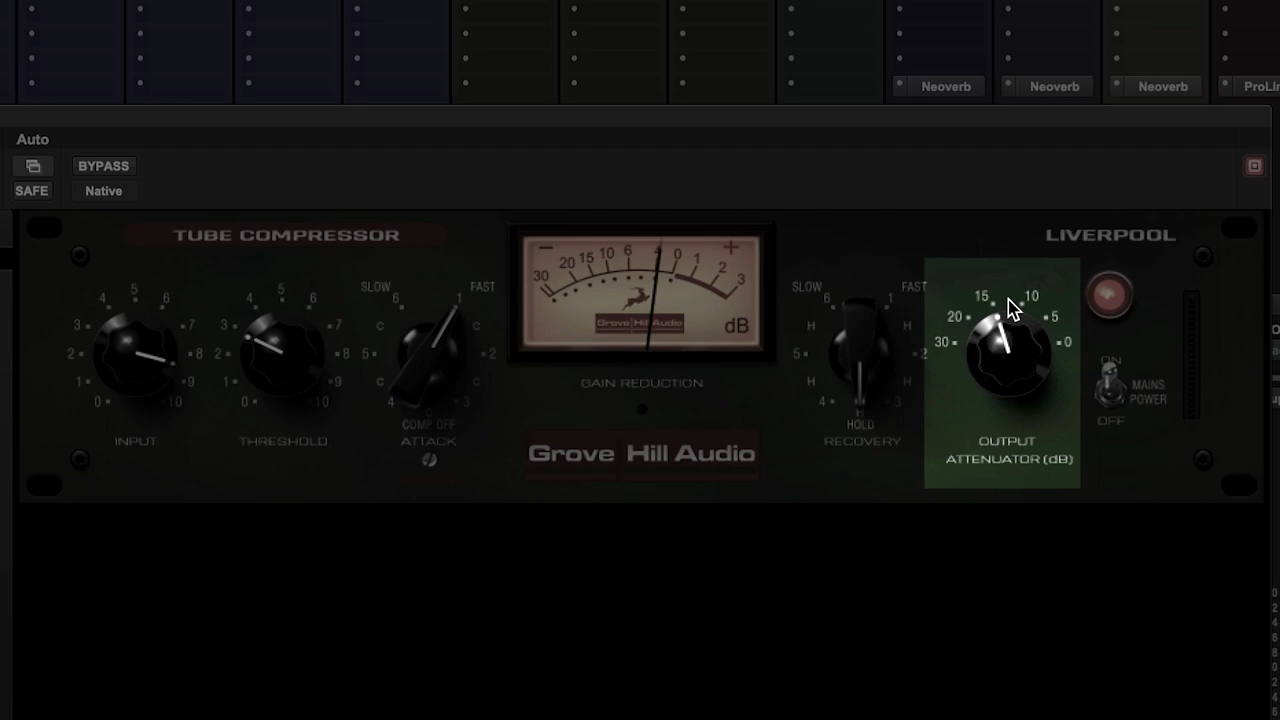 Neoverb Neoverb Neoverb ProLi
Auto
BYPASS
SAFE Native
TUBE COMPRESSOR
LIVERPOOL
0 1 2 3 4 5 6 7 8 9 10
INPUT
0 1 2 3 4 5 6 7 8 9 10
THRESHOLD
SLOW FAST
6 1
C C
5 2
C C
4 3
C
COMP OFF
ATTACK
− +
30 20 15 10 6 4 0 1 2 3
Grove Hill Audio
dB
GAIN REDUCTION
Grove Hill Audio
SLOW FAST
6 1
H H
5 2
H H
4 3
H
HOLD
RECOVERY
30 20 15 10 5 0
OUTPUT
ATTENUATOR (dB)
ON
MAINS
POWER
OFF